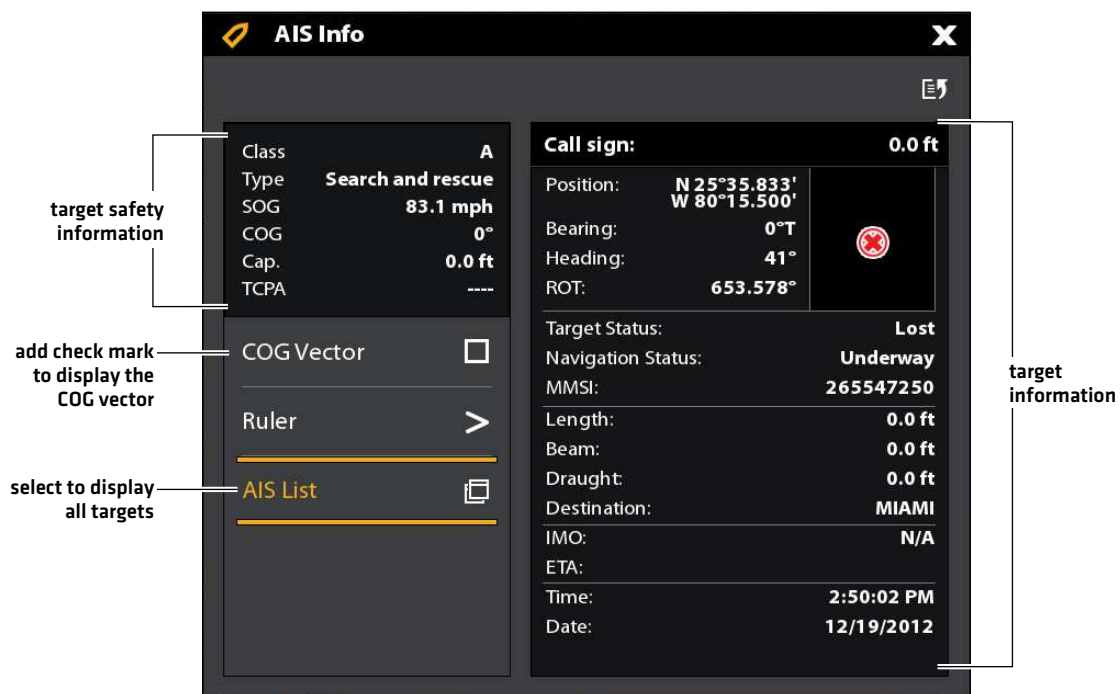 AIS Info X
target safety
information
Class A
Type Search and rescue
SOG 83.1 mph
COG 0°
Cap. 0.0 ft
TCPA ----
add check mark
to display the
COG vector
COG Vector
Ruler >
select to display
all targets
AIS List
Call sign: 0.0 ft
Position: N 25°35.833'
W 80°15.500'
Bearing: 0°T
Heading: 41°
ROT: 653.578°
Target Status: Lost
Navigation Status: Underway
MMSI: 265547250
Length: 0.0 ft
Beam: 0.0 ft
Draught: 0.0 ft
Destination: MIAMI
IMO: N/A
ETA:
Time: 2:50:02 PM
Date: 12/19/2012
target
information